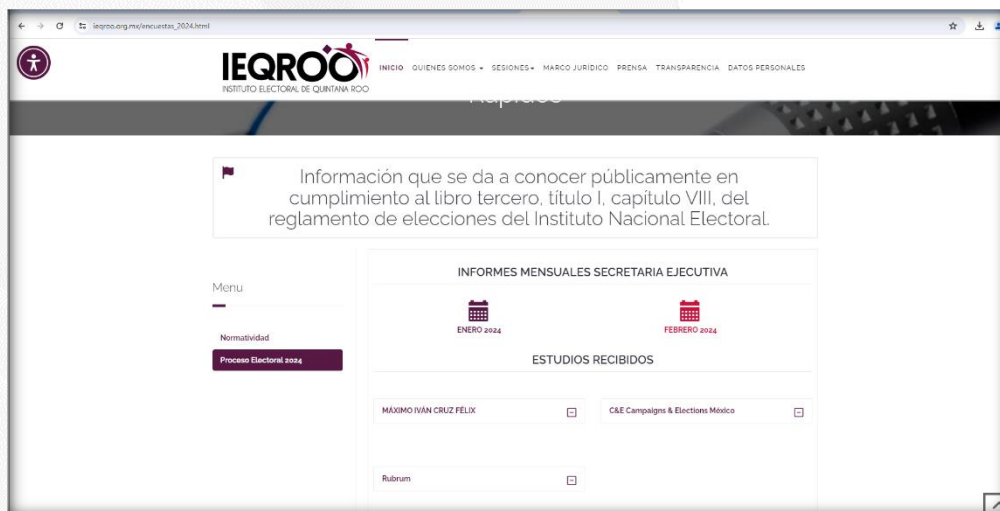 ieqroo.org.mx/encuestas_2024.html
IEQROO
INSTITUTO ELECTORAL DE QUINTANA ROO
INICIO QUIENES SOMOS SESIONES MARCO JURÍDICO PRENSA TRANSPARENCIA DATOS PERSONALES
Rápidos
Información que se da a conocer públicamente en
cumplimiento al libro tercero, título I, capítulo VIII, del
reglamento de elecciones del Instituto Nacional Electoral.
Menu
Normatividad
Proceso Electoral 2024
INFORMES MENSUALES SECRETARIA EJECUTIVA
ENERO 2024
FEBRERO 2024
ESTUDIOS RECIBIDOS
MÁXIMO IVÁN CRUZ FÉLIX
C&E Campaigns & Elections México
Rubrum